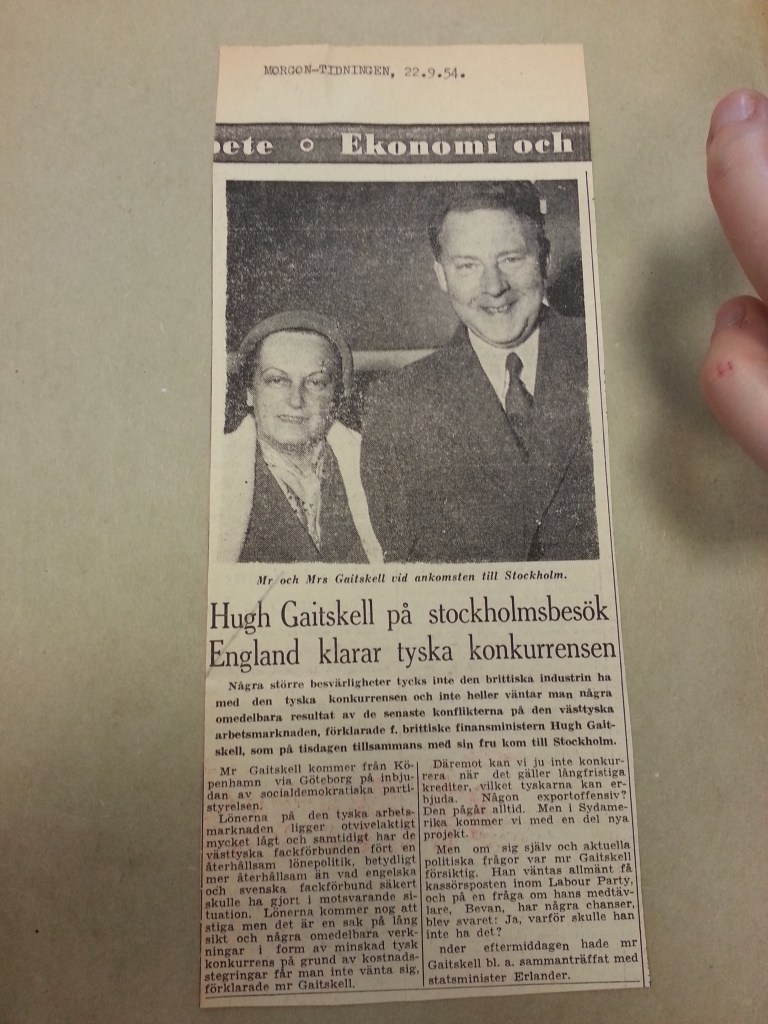 MORGON-TIDNINGEN, 22.9.54.
bete o Ekonomi och
Mr och Mrs Gaitskell vid ankomsten till Stockholm.
Hugh Gaitskell på stockholmsbesök
England klarar tyska konkurrensen
Några större besvärligheter tycks inte den brittiska industrin ha
med den tyska konkurrensen och inte heller väntar man några
omedelbara resultat av de senaste konflikterna på den västtyska
arbetsmarknaden, förklarade f. brittiske finansministern Hugh Gait-
skell, som på tisdagen tillsammans med sin fru kom till Stockholm.
Mr Gaitskell kommer från Kö-
penhamn via Göteborg på inbju-
dan av socialdemokratiska parti-
styrelsen.
Lönerna på den tyska arbets-
marknaden ligger otvivelaktigt
mycket lågt och samtidigt har de
västtyska fackförbunden fört en
återhållsam lönepolitik, betydligt
mer återhållsam än vad engelska
och svenska fackförbund säkert
skulle ha gjort i motsvarande si-
tuation. Lönerna kommer nog att
stiga men det är en sak på lång
sikt och några omedelbara verk-
ningar i form av minskad tysk
konkurrens på grund av kostnads-
stegringar får man inte vänta sig,
förklarade mr Gaitskell.
Däremot kan vi ju inte konkur-
rera när det gäller långfristiga
krediter, vilket tyskarna kan er-
bjuda. Någon exportoffensiv?
Den pågår alltid. Men i Sydame-
rika kommer vi med en del nya
projekt.
Men om sig själv och aktuella
politiska frågor var mr Gaitskell
försiktig. Han väntas allmänt få
kassörsposten inom Labour Party,
och på en fråga om hans medtäv-
lare, Bevan, har några chanser,
blev svaret: Ja, varför skulle han
inte ha det?
nder eftermiddagen hade mr
Gaitskell bl. a. sammanträffat med
statsminister Erlander.